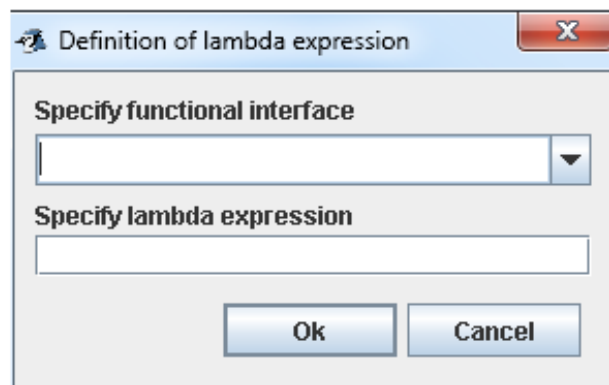 Definition of lambda expression
Specify functional interface
Specify lambda expression
Ok
Cancel